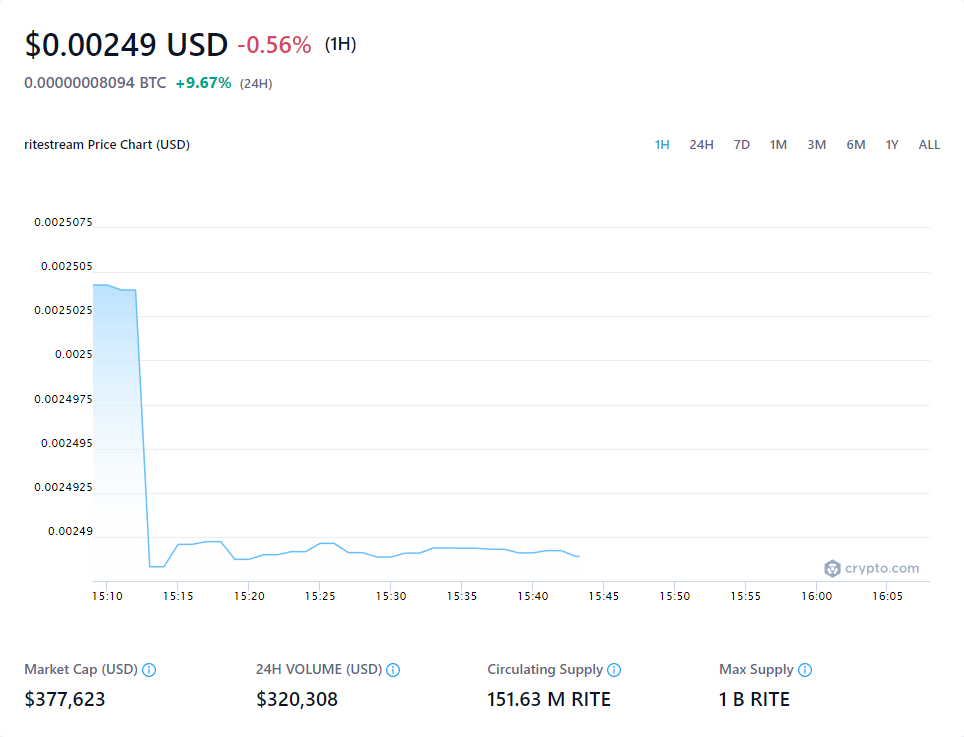 $0.00249 USD -0.56% (1H)
0.00000008094 BTC +9.67% (24H)
ritestream Price Chart (USD) 1H 24H 7D 1M 3M 6M 1Y ALL
0.0025075
0.002505
0.0025025
0.0025
0.0024975
0.002495
0.0024925
0.00249
crypto.com
15:10 15:15 15:20 15:25 15:30 15:35 15:40 15:45 15:50 15:55 16:00 16:05
Market Cap (USD) 24H VOLUME (USD) Circulating Supply Max Supply
$377,623 $320,308 151.63 M RITE 1 B RITE